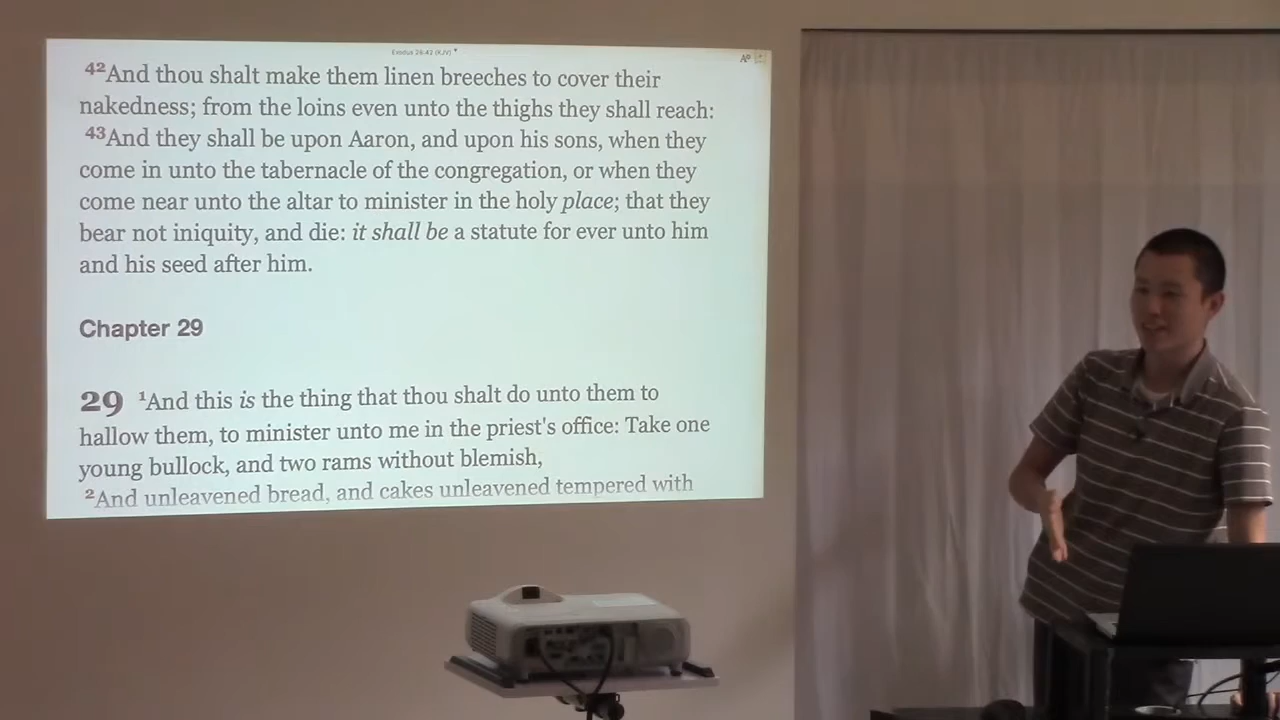 Exodus 28:42 (KJV)
42And thou shalt make them linen breeches to cover their
nakedness; from the loins even unto the thighs they shall reach:
43And they shall be upon Aaron, and upon his sons, when they
come in unto the tabernacle of the congregation, or when they
come near unto the altar to minister in the holy place; that they
bear not iniquity, and die: it shall be a statute for ever unto him
and his seed after him.
Chapter 29
29 1And this is the thing that thou shalt do unto them to
hallow them, to minister unto me in the priest's office: Take one
young bullock, and two rams without blemish,
2And unleavened bread, and cakes unleavened tempered with